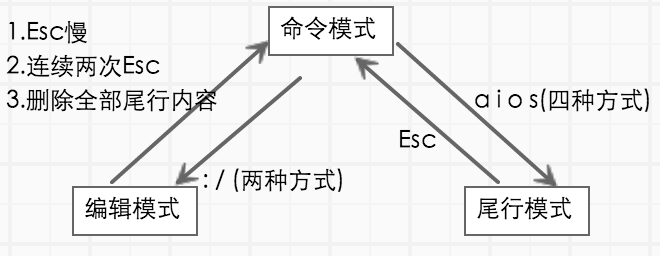 命令模式
1.Esc慢
2.连续两次Esc
3.删除全部尾行内容
a i o s(四种方式)
Esc
: / (两种方式)
编辑模式
尾行模式